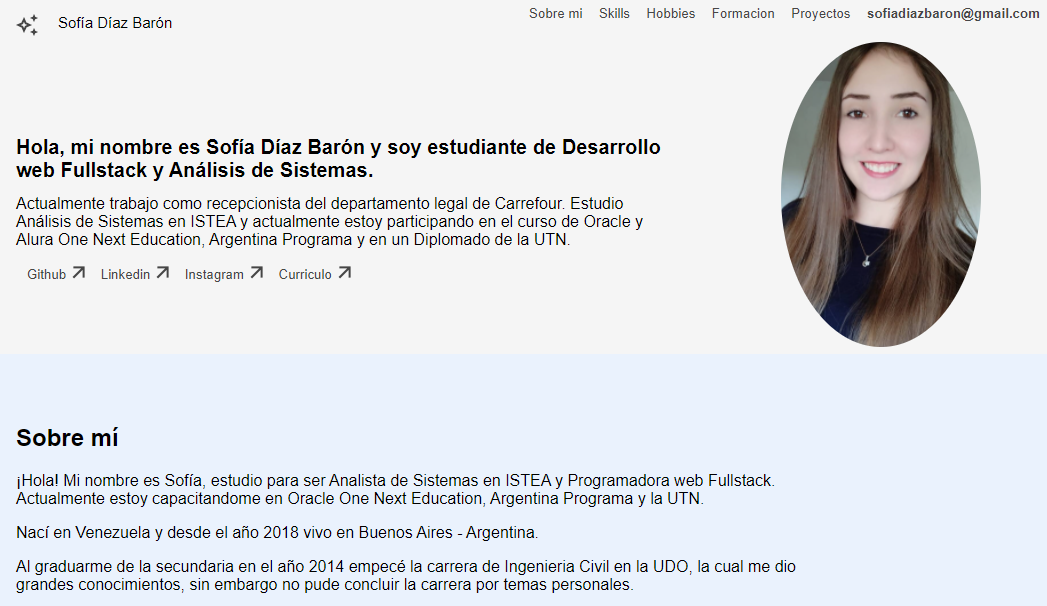 Sofía Díaz Barón
Sobre mi Skills Hobbies Formacion Proyectos sofiadiazbaron@gmail.com
Hola, mi nombre es Sofía Díaz Barón y soy estudiante de Desarrollo
web Fullstack y Análisis de Sistemas.
Actualmente trabajo como recepcionista del departamento legal de Carrefour. Estudio
Análisis de Sistemas en ISTEA y actualmente estoy participando en el curso de Oracle y
Alura One Next Education, Argentina Programa y en un Diplomado de la UTN.
Github Linkedin Instagram Curriculo
Sobre mí
¡Hola! Mi nombre es Sofía, estudio para ser Analista de Sistemas en ISTEA y Programadora web Fullstack.
Actualmente estoy capacitandome en Oracle One Next Education, Argentina Programa y la UTN.
Nací en Venezuela y desde el año 2018 vivo en Buenos Aires - Argentina.
Al graduarme de la secundaria en el año 2014 empecé la carrera de Ingenieria Civil en la UDO, la cual me dio
grandes conocimientos, sin embargo no pude concluir la carrera por temas personales.